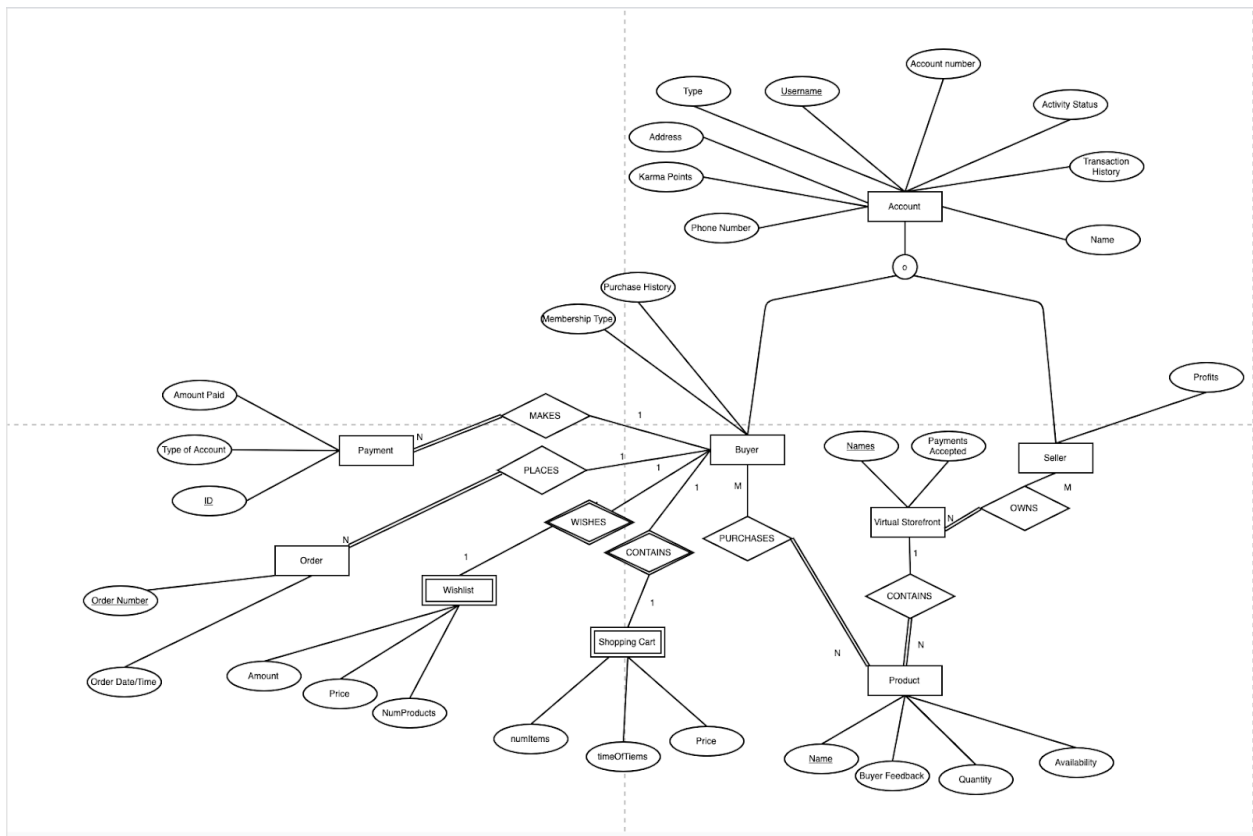 Account number
Type
Username
Activity Status
Address
Transaction
History
Karma Points
Account
Phone Number
Name
o
Purchase History
Membership Type
Profits
Amount Paid
MAKES
1
N
Names
Payments
Accepted
Type of Account
Payment
Buyer
Seller
PLACES
1
1
1
M
M
ID
OWNS
N
Virtual Storefront
WISHES
PURCHASES
N
CONTAINS
1
1
Order
Wishlist
CONTAINS
Order Number
1
Shopping Cart
N
N
Product
Amount
Order Date/Time
Price
NumProducts
numItems
Price
timeOfTiems
Name
Buyer Feedback
Quantity
Availability